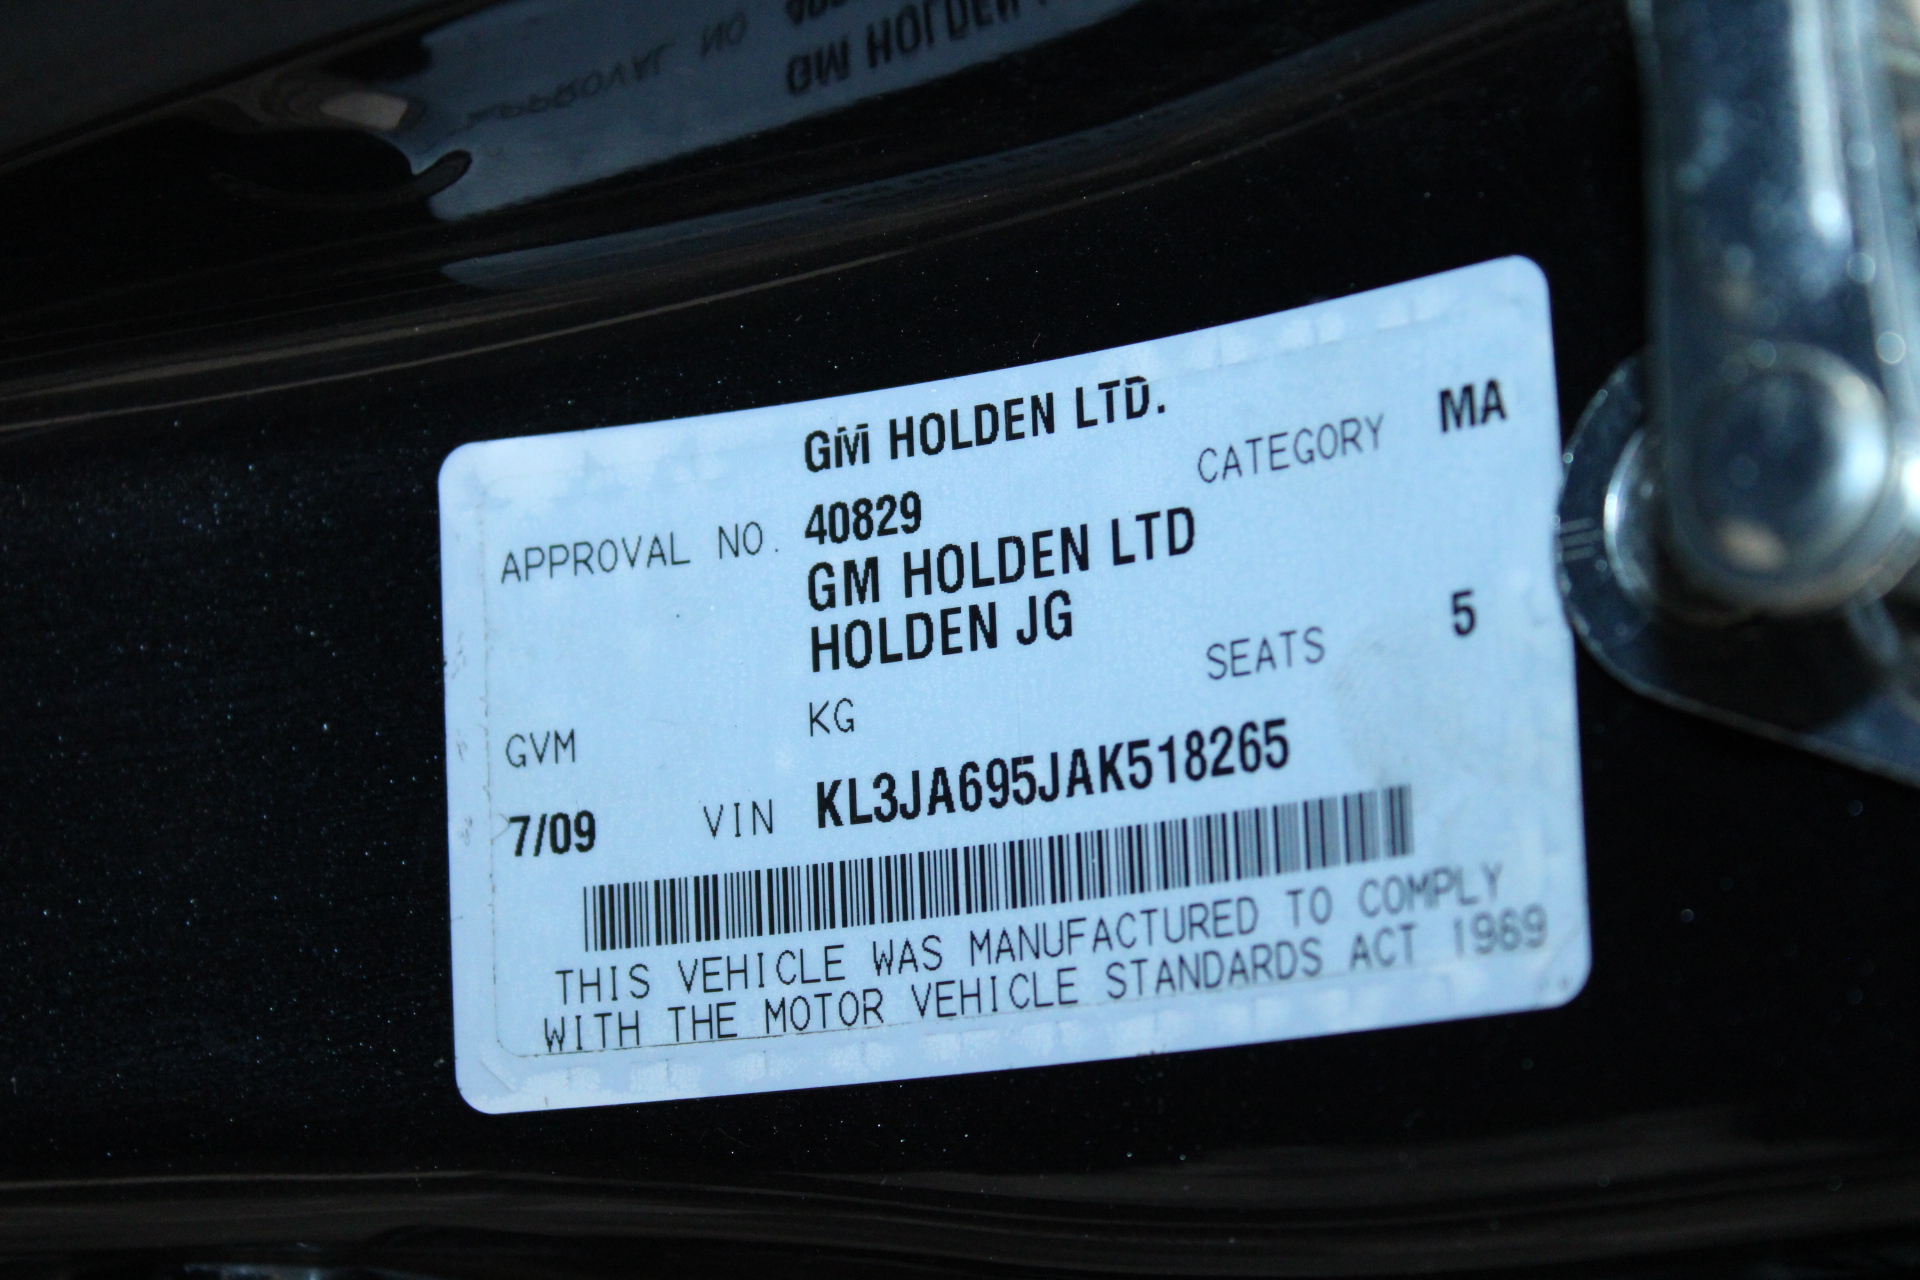 GM HOLDEN LTD.
APPROVAL NO. 40829 CATEGORY MA
GM HOLDEN LTD
HOLDEN JG
GVM KG SEATS 5
7/09 VIN KL3JA695JAK518265
THIS VEHICLE WAS MANUFACTURED TO COMPLY
WITH THE MOTOR VEHICLE STANDARDS ACT 1989